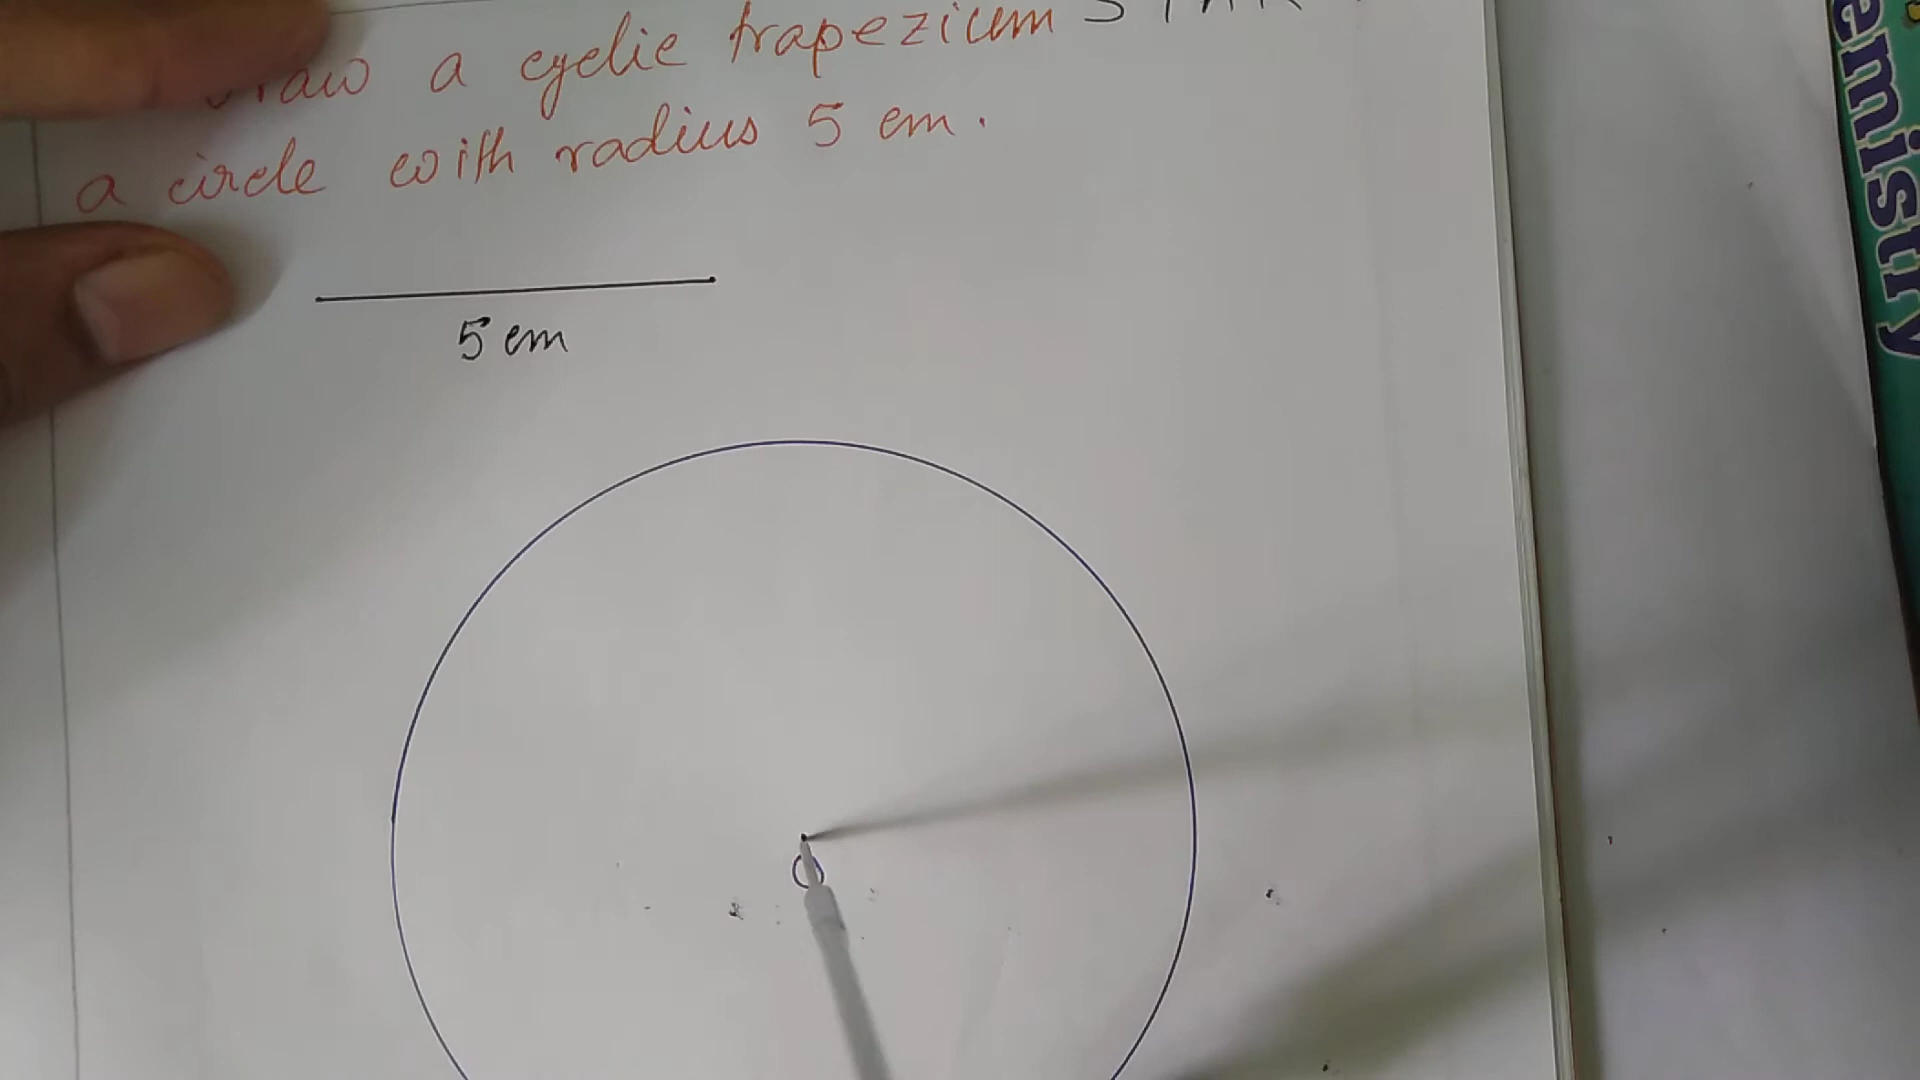 a cyclic trapezium
a circle with radius 5 cm.
5 cm
O
emistry